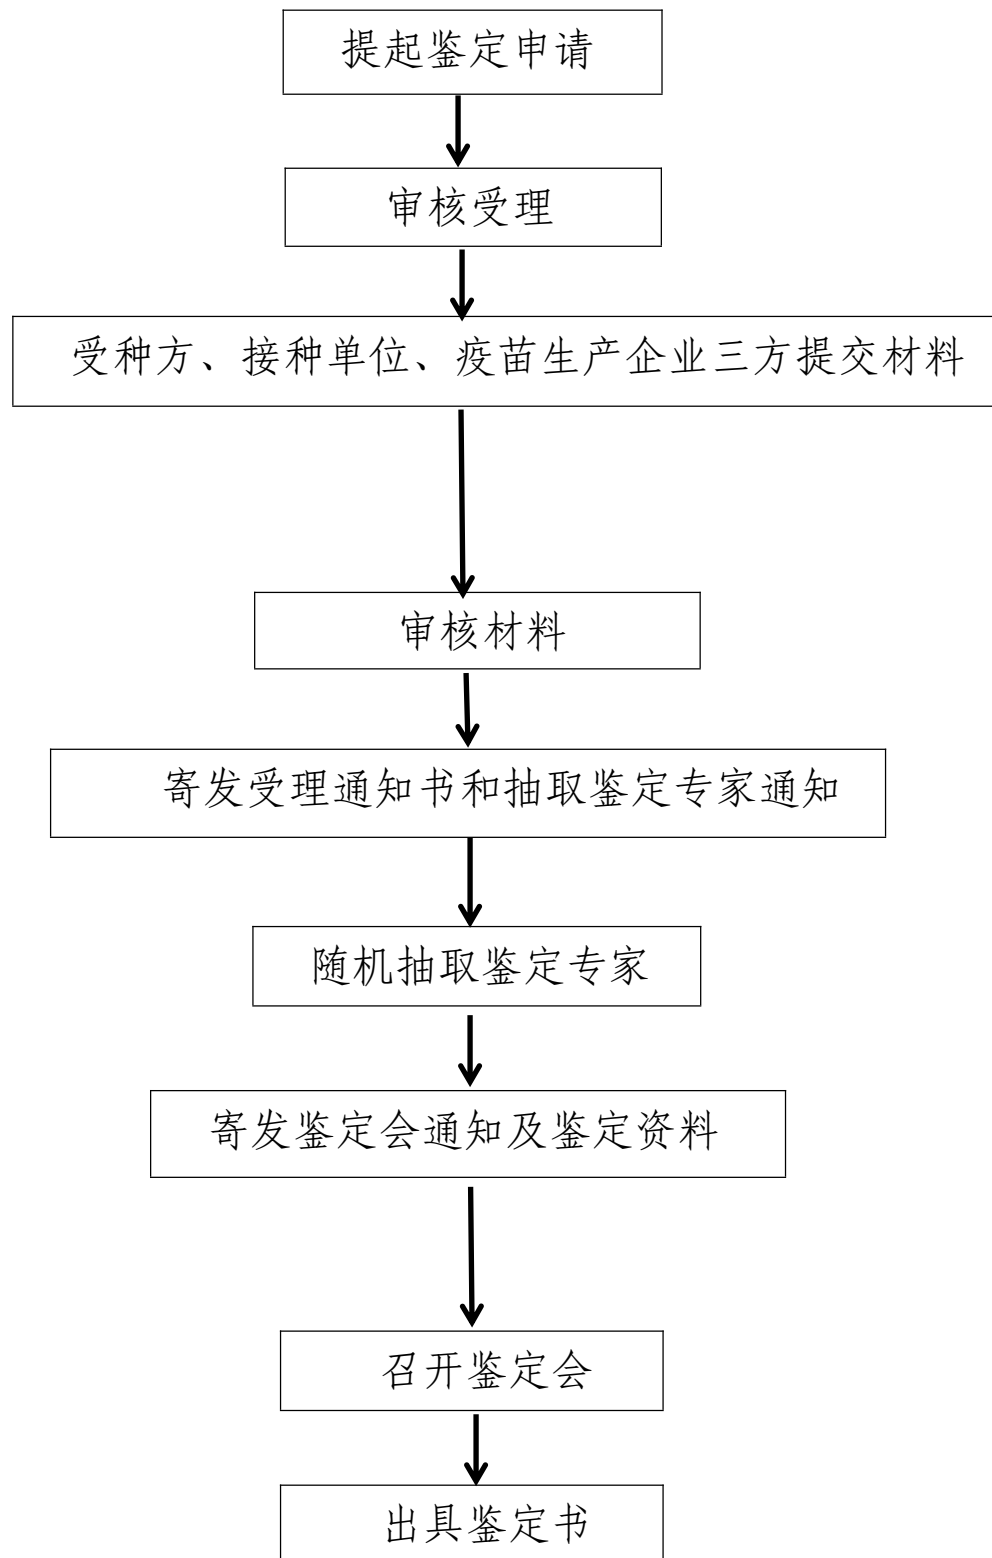 提起鉴定申请
审核受理
受种方、接种单位、疫苗生产企业三方提交材料
审核材料
寄发受理通知书和抽取鉴定专家通知
随机抽取鉴定专家
寄发鉴定会通知及鉴定资料
召开鉴定会
出具鉴定书